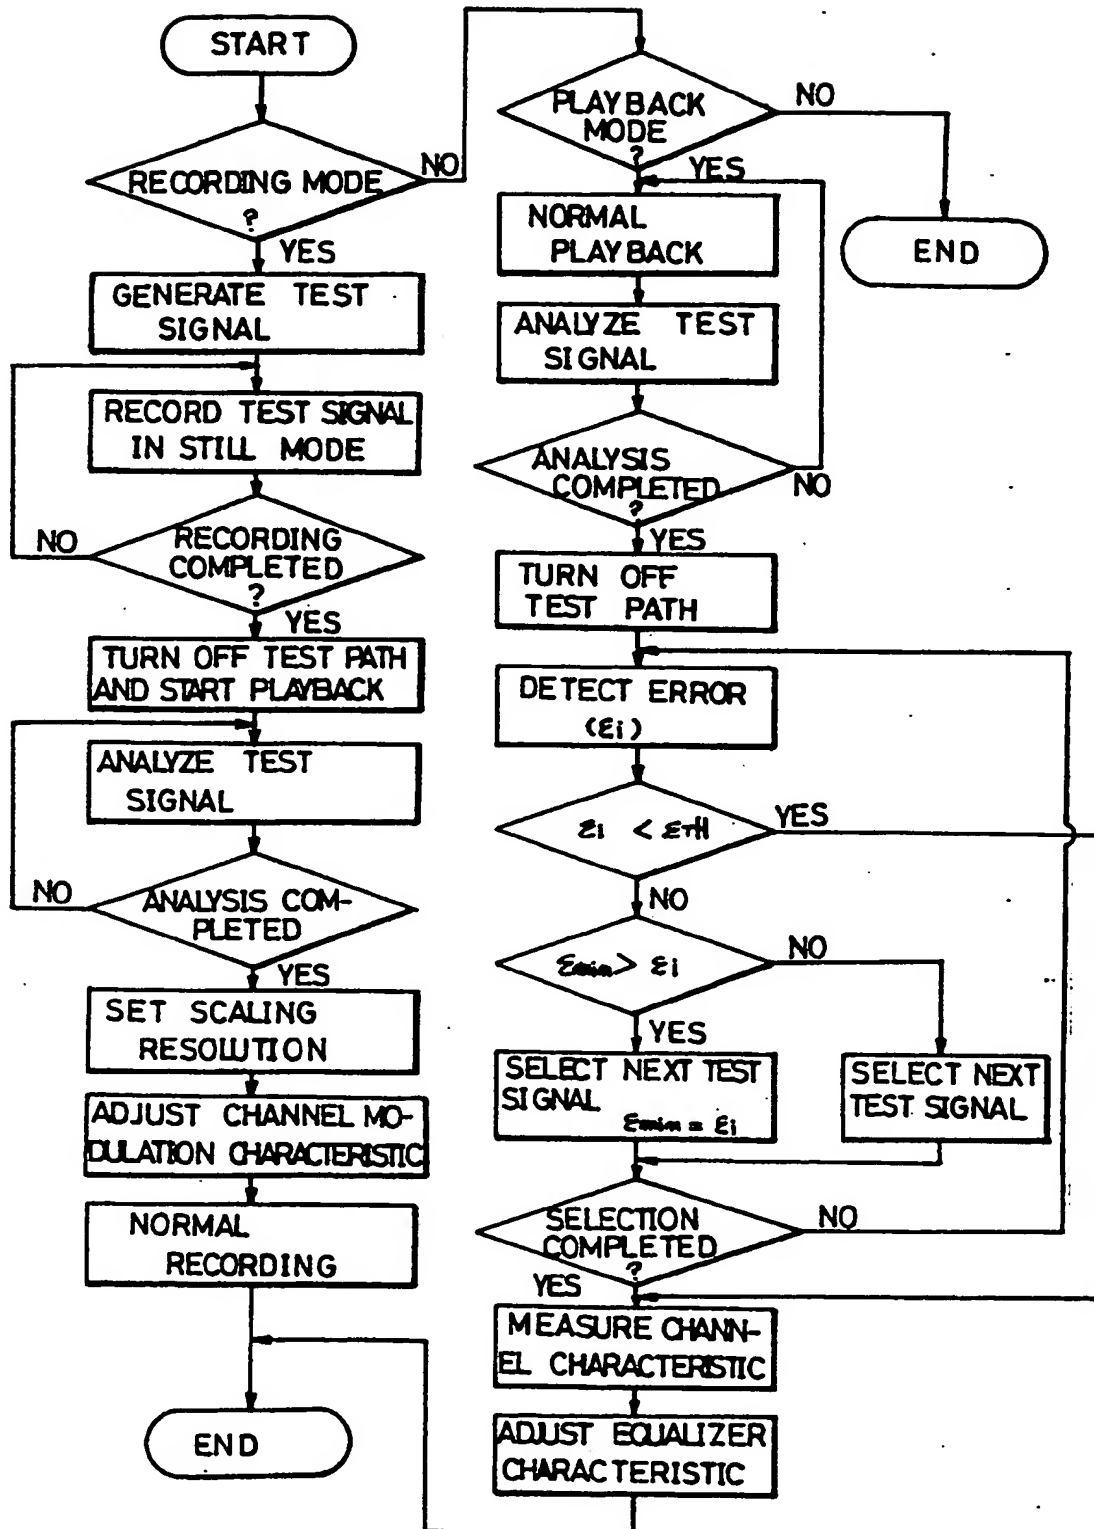 START
RECORDING MODE
?
NO
YES
GENERATE TEST
SIGNAL
RECORD TEST SIGNAL
IN STILL MODE
NO
RECORDING
COMPLETED
?
YES
TURN OFF TEST PATH
AND START PLAYBACK
ANALYZE TEST
SIGNAL
NO
ANALYSIS COM-
PLETED
YES
SET SCALING
RESOLUTION
ADJUST CHANNEL MO-
DULATION CHARACTERISTIC
NORMAL
RECORDING
END
PLAYBACK
MODE
?
NO
YES
END
NORMAL
PLAYBACK
ANALYZE TEST
SIGNAL
ANALYSIS
COMPLETED
?
NO
YES
TURN OFF
TEST PATH
DETECT ERROR
(εi)
εi < εTH
YES
NO
εmin > εi
NO
YES
SELECT NEXT TEST
SIGNAL
εmin = εi
SELECT NEXT
TEST SIGNAL
SELECTION
COMPLETED
?
NO
YES
MEASURE CHANN-
EL CHARACTERISTIC
ADJUST EQUALIZER
CHARACTERISTIC